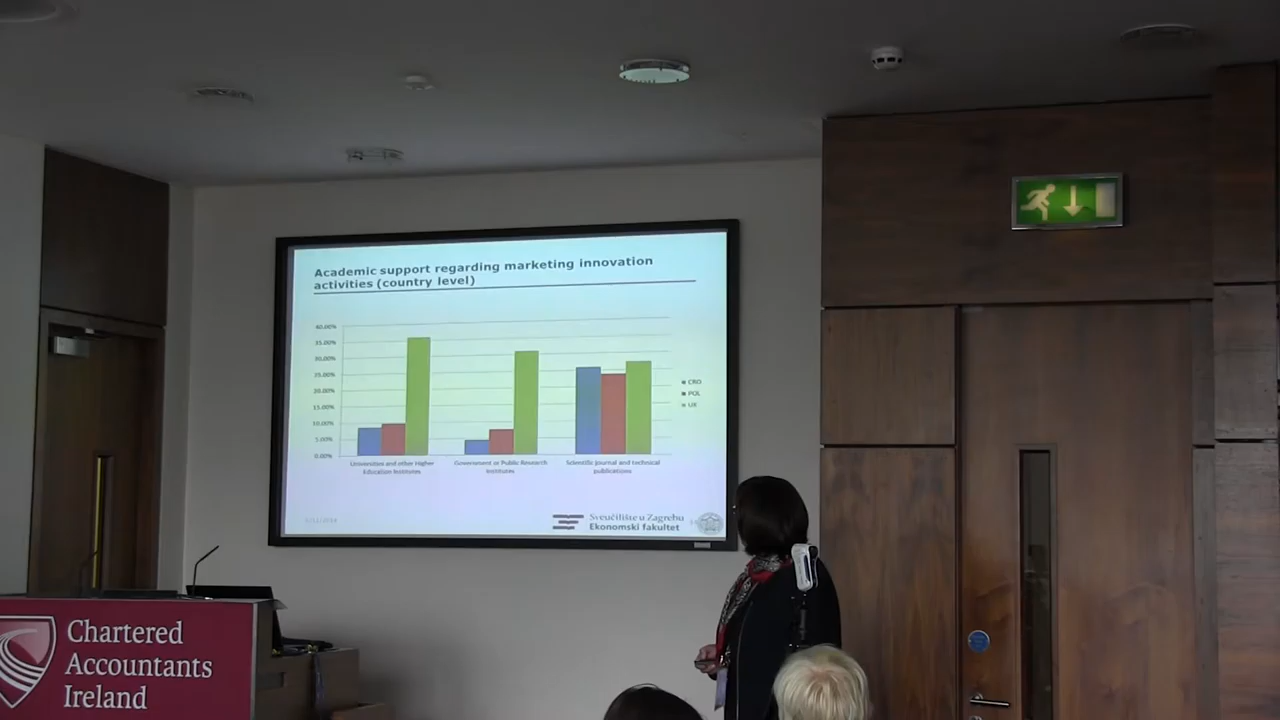 Academic support regarding marketing innovation
activities (country level)
40.00%
35.00%
30.00%
25.00%
20.00%
15.00%
10.00%
5.00%
0.00%
Universities and other Higher
Education Institutes
Government or Public Research
Institutes
Scientific journal and technical
publications
CRO
POL
UK
Sveučilište u Zagrebu
Ekonomski fakultet
Chartered
Accountants
Ireland